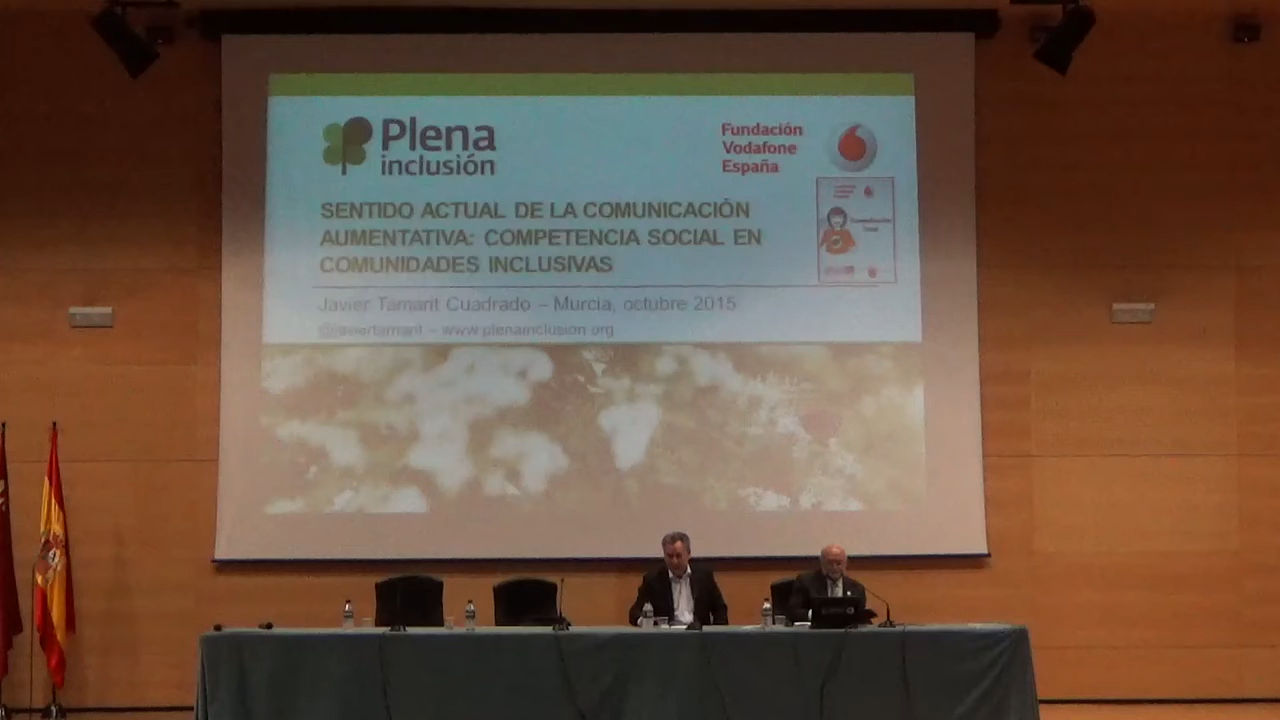 Plena
inclusión
Fundación
Vodafone
España
SENTIDO ACTUAL DE LA COMUNICACIÓN
AUMENTATIVA: COMPETENCIA SOCIAL EN
COMUNIDADES INCLUSIVAS
Javier Tamarit Cuadrado – Murcia, octubre 2015
@javiertamarit – www.plenainclusion.org